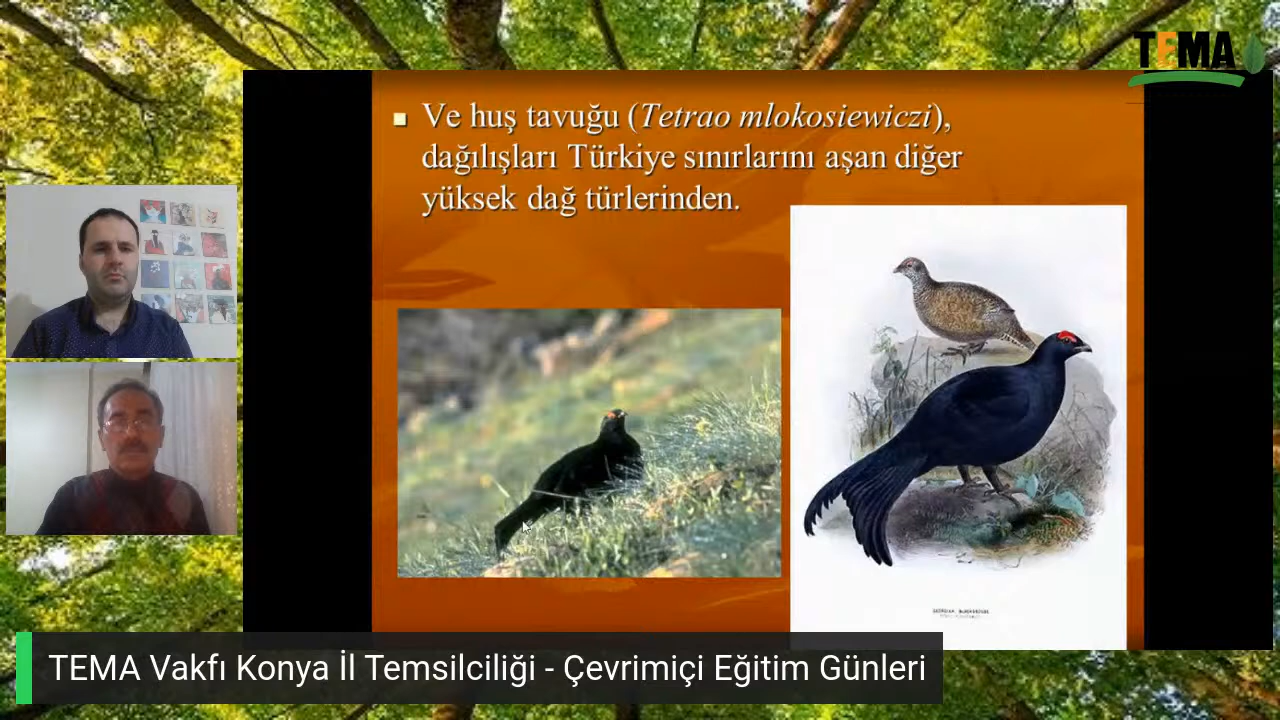 TEMA
Ve huş tavuğu (Tetrao mlokosiewiczi),
dağılışları Türkiye sınırlarını aşan diğer
yüksek dağ türlerinden.
TEMA Vakfı Konya İl Temsilciliği - Çevrimiçi Eğitim Günleri